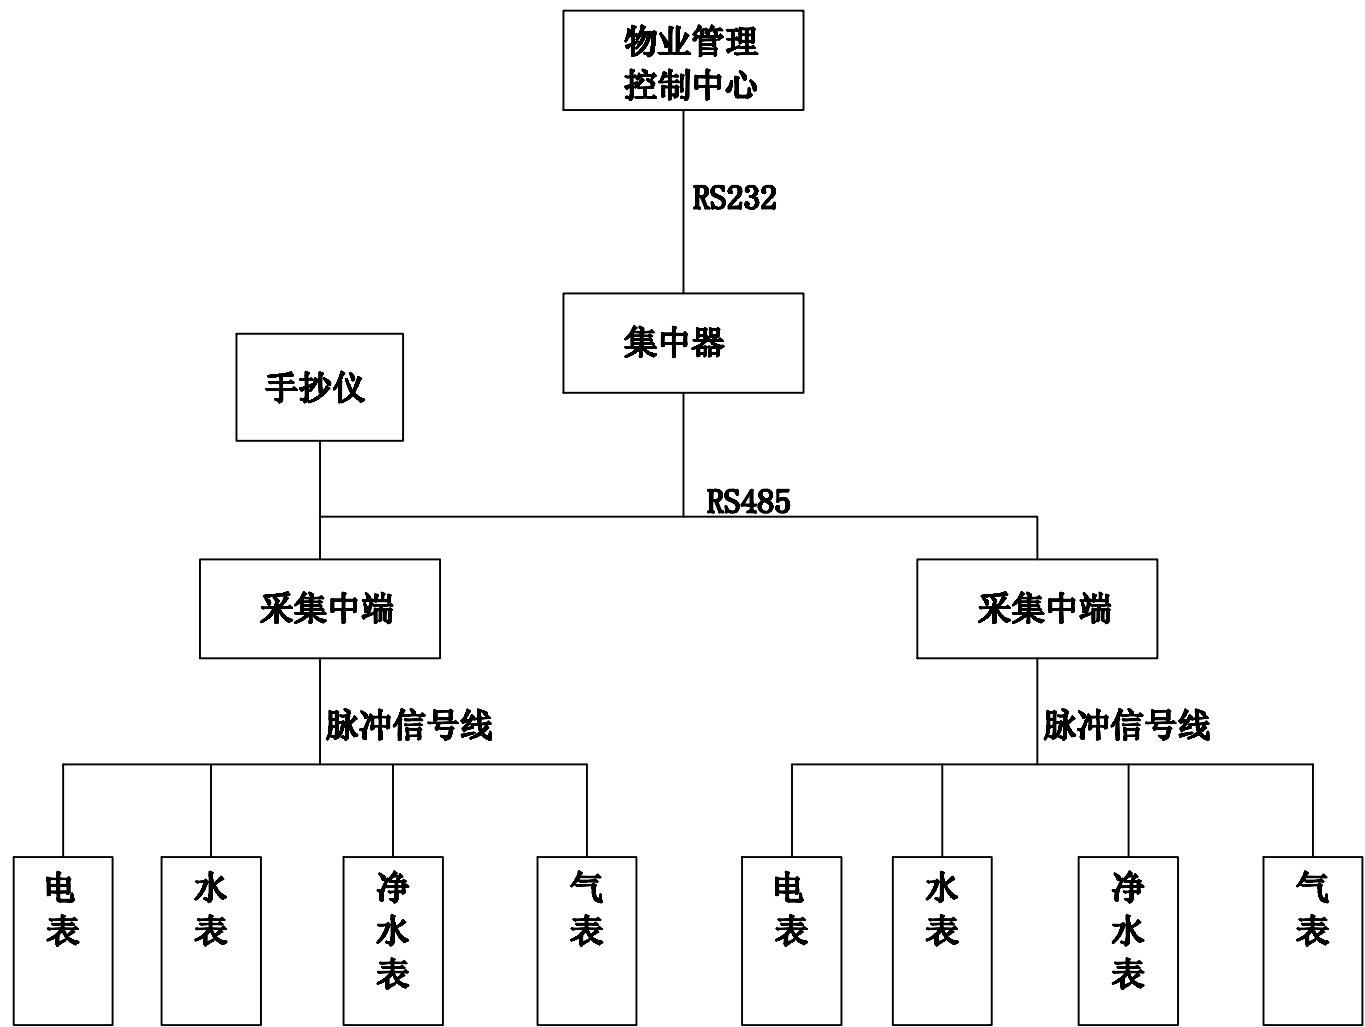 物业管理
控制中心
RS232
集中器
手抄仪
RS485
采集中端
采集中端
脉冲信号线
脉冲信号线
电
表
水
表
净
水
表
气
表
电
表
水
表
净
水
表
气
表